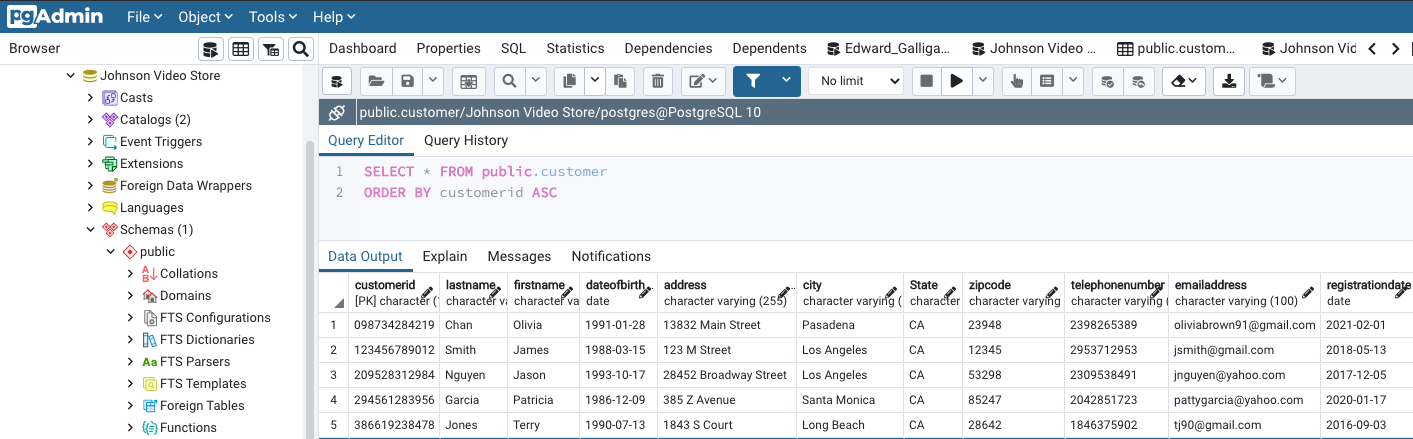 pgAdmin File Object Tools Help
Browser Dashboard Properties SQL Statistics Dependencies Dependents Edward_Galliga... Johnson Video ... public.custom... Johnson Vid
Johnson Video Store
Casts
Catalogs (2)
Event Triggers
Extensions
Foreign Data Wrappers
Languages
Schemas (1)
public
Collations
Domains
FTS Configurations
FTS Dictionaries
Aa FTS Parsers
FTS Templates
Foreign Tables
Functions
No limit
public.customer/Johnson Video Store/postgres@PostgreSQL 10
Query Editor Query History
1 SELECT * FROM public.customer
2 ORDER BY customerid ASC
Data Output Explain Messages Notifications
customerid lastname firstname dateofbirth address city State zipcode telephonenumber emailaddress registrationdate
[PK] character ( character va character va date character varying (255) character varying ( character character varying character varying ( character varying (100) date
1 098734284219 Chan Olivia 1991-01-28 13832 Main Street Pasadena CA 23948 2398265389 oliviabrown91@gmail.com 2021-02-01
2 123456789012 Smith James 1988-03-15 123 M Street Los Angeles CA 12345 2953712953 jsmith@gmail.com 2018-05-13
3 209528312984 Nguyen Jason 1993-10-17 28452 Broadway Street Los Angeles CA 53298 2309538491 jnguyen@yahoo.com 2017-12-05
4 294561283956 Garcia Patricia 1986-12-09 385 Z Avenue Santa Monica CA 85247 2042851723 pattygarcia@yahoo.com 2020-01-17
5 386619238478 Jones Terry 1990-07-13 1843 S Court Long Beach CA 28642 1846375902 tj90@gmail.com 2016-09-03